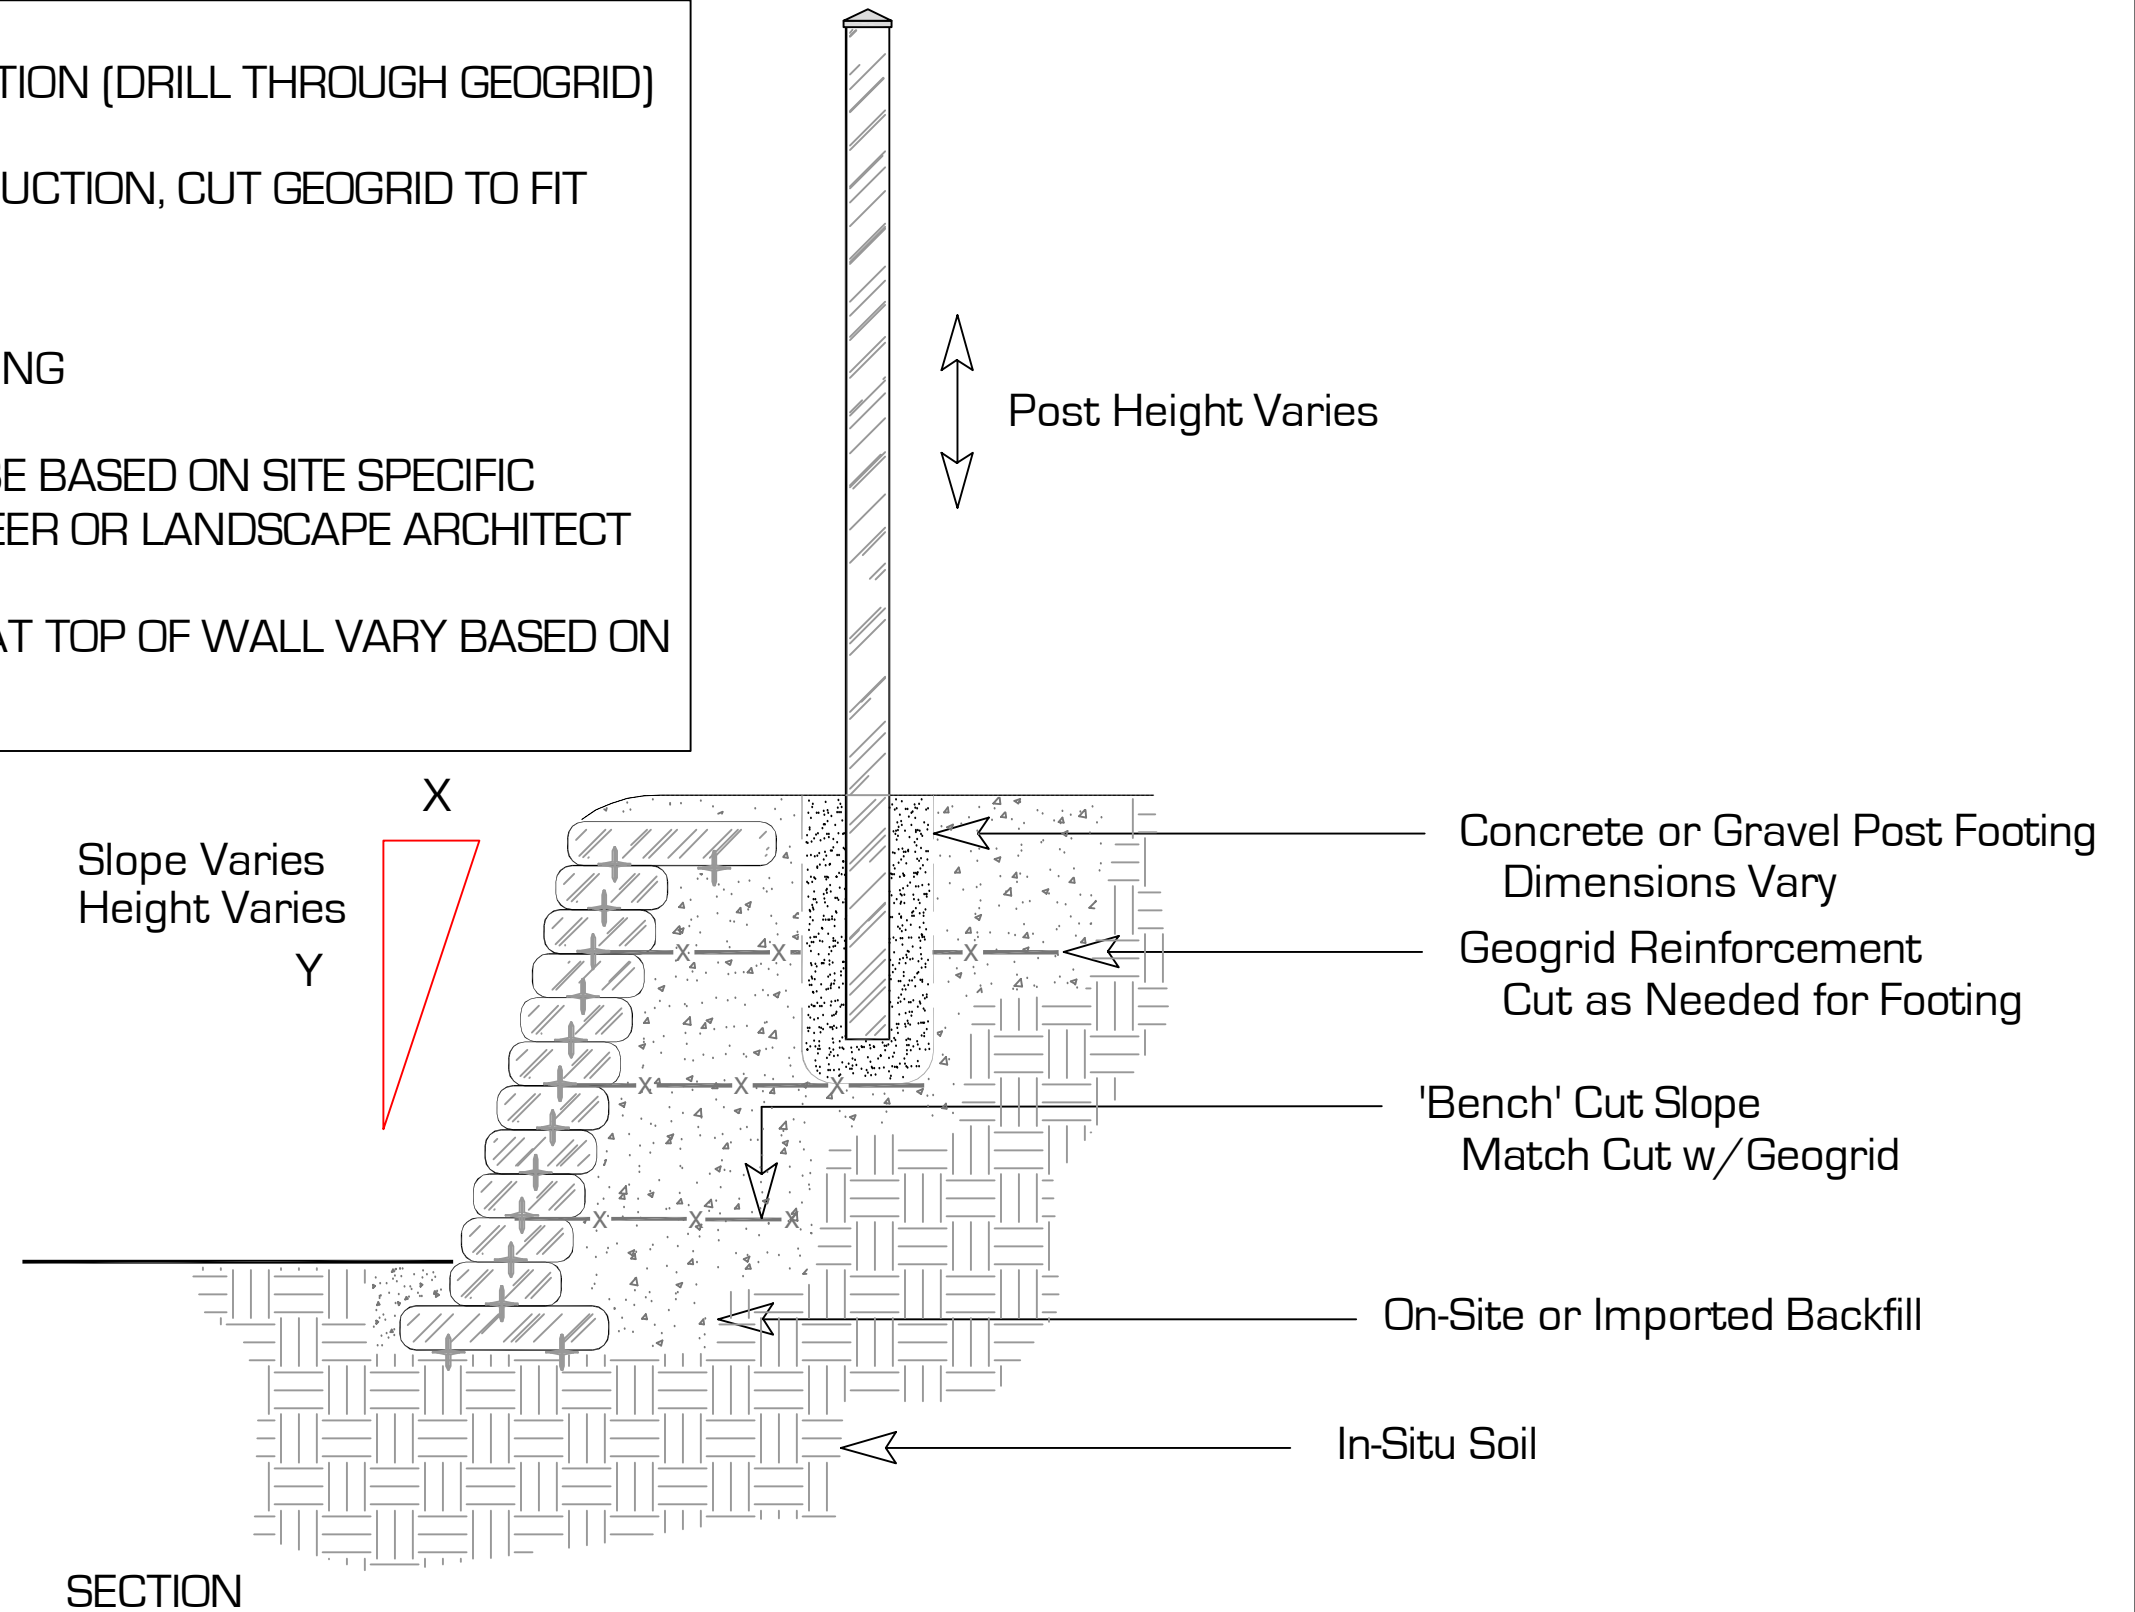 TION (DRILL THROUGH GEOGRID)
UCTION, CUT GEOGRID TO FIT
NG
BE BASED ON SITE SPECIFIC
EER OR LANDSCAPE ARCHITECT
AT TOP OF WALL VARY BASED ON
Post Height Varies
X
Slope Varies
Height Varies
Y
Concrete or Gravel Post Footing
Dimensions Vary
Geogrid Reinforcement
Cut as Needed for Footing
'Bench' Cut Slope
Match Cut w/Geogrid
On-Site or Imported Backfill
In-Situ Soil
SECTION